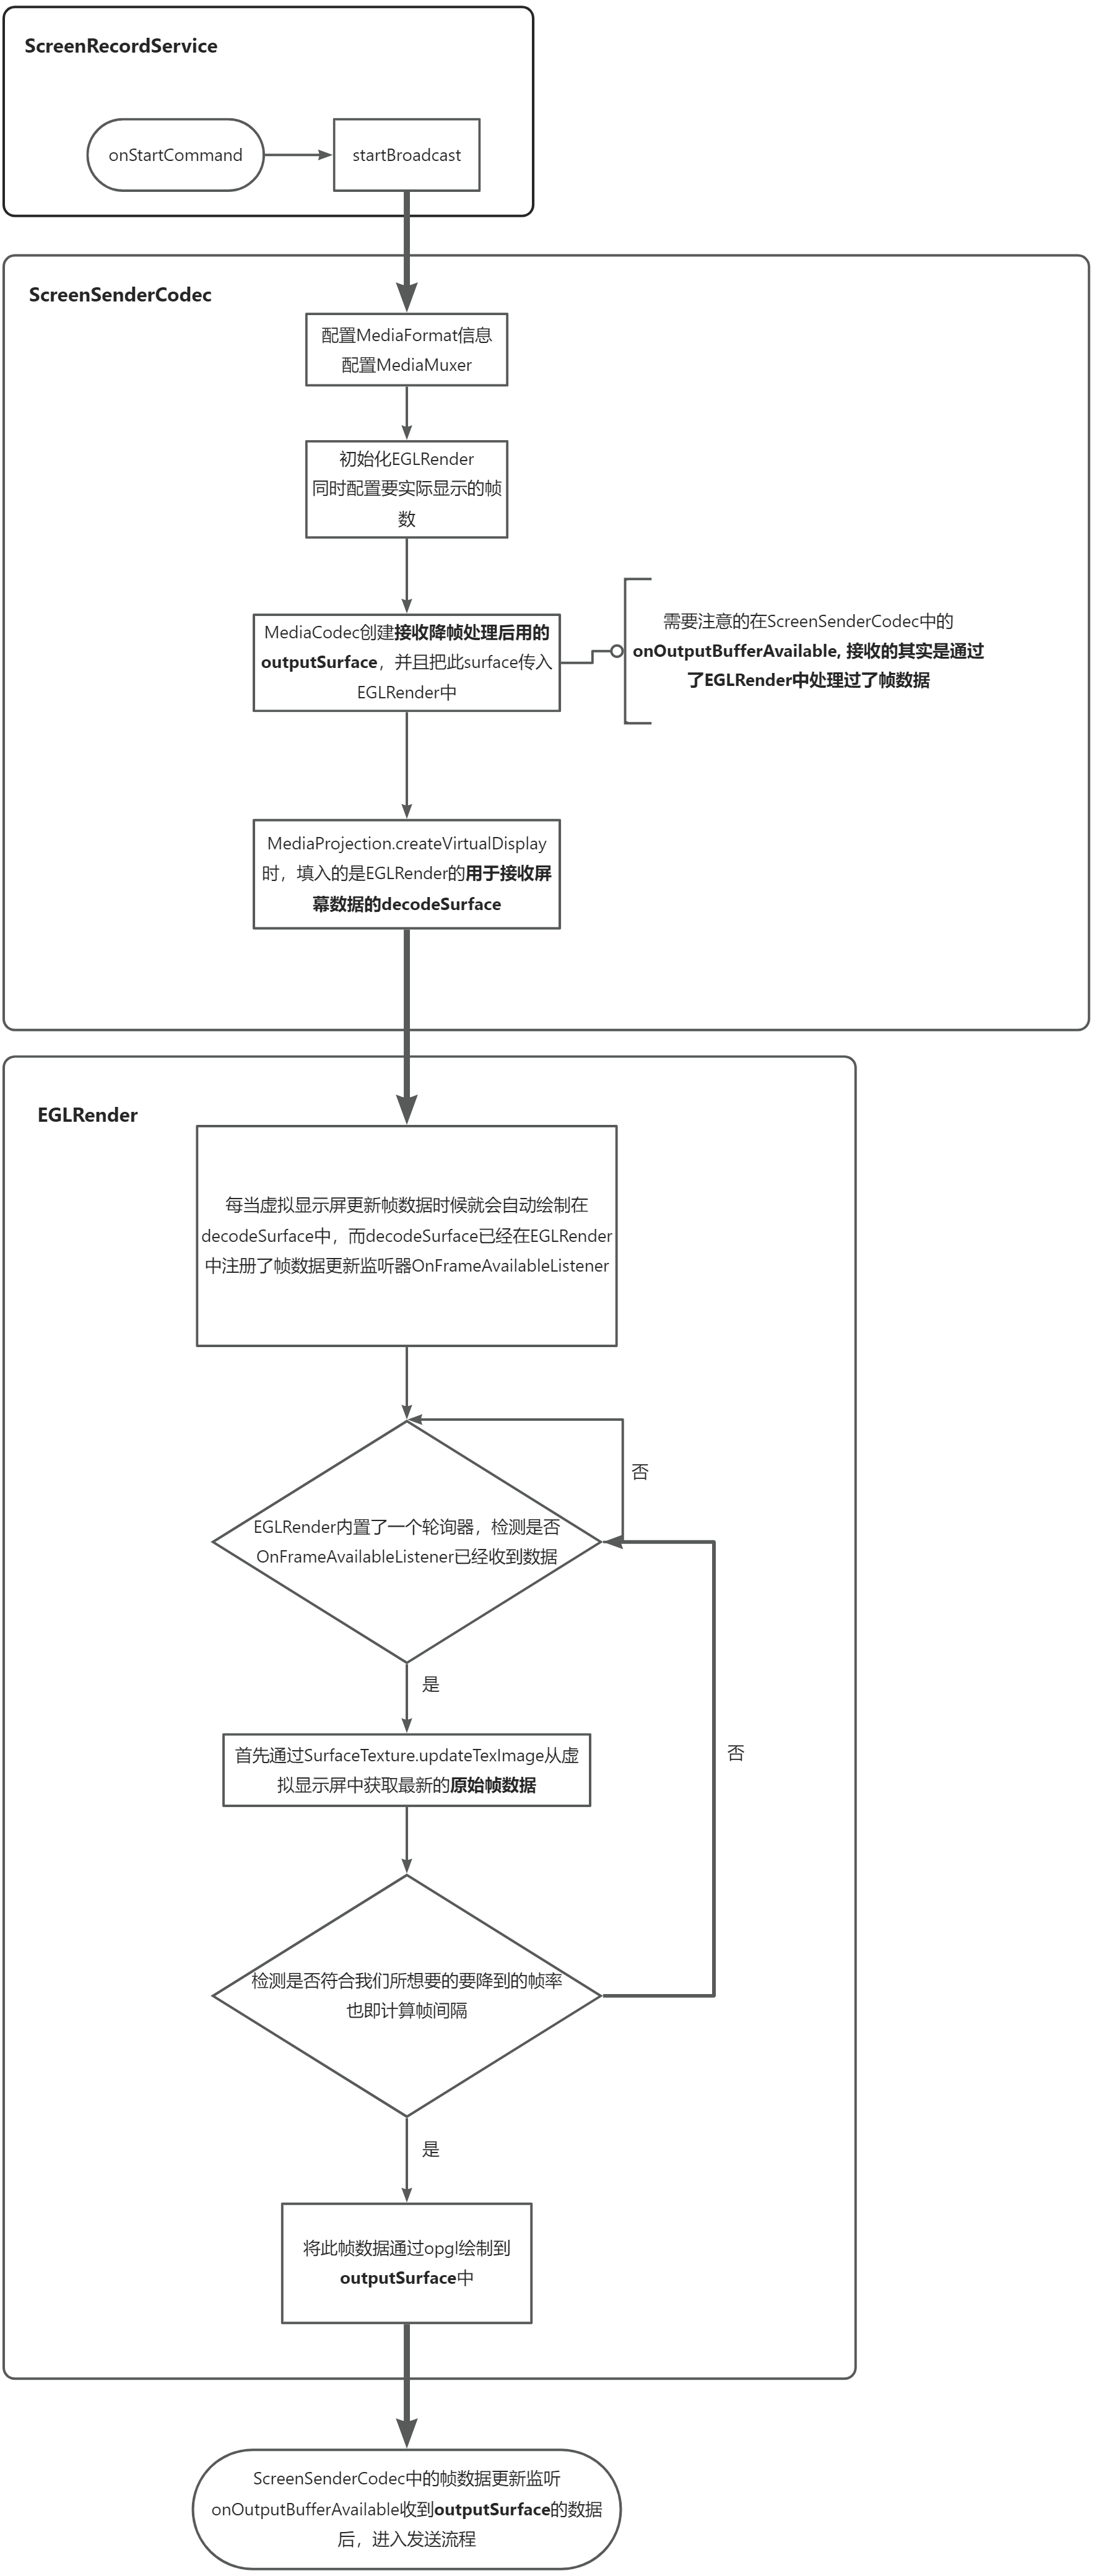 ScreenRecordService
onStartCommand
startBroadcast
ScreenSenderCodec
配置MediaFormat信息
配置MediaMuxer
初始化EGLRender
同时配置要实际显示的帧
数
MediaCodec创建接收降帧处理后用的
outputSurface，并且把此surface传入
EGLRender中
需要注意的在ScreenSenderCodec中的
onOutputBufferAvailable, 接收的其实是通过
了EGLRender中处理过了帧数据
MediaProjection.createVirtualDisplay
时，填入的是EGLRender的用于接收屏
幕数据的decodeSurface
EGLRender
每当虚拟显示屏更新帧数据时候就会自动绘制在
decodeSurface中，而decodeSurface已经在EGLRender
中注册了帧数据更新监听器OnFrameAvailableListener
否
EGLRender内置了一个轮询器，检测是否
OnFrameAvailableListener已经收到数据
是
否
首先通过SurfaceTexture.updateTexImage从虚
拟显示屏中获取最新的原始帧数据
检测是否符合我们所想要的要降到的帧率
也即计算帧间隔
是
将此帧数据通过opgl绘制到
outputSurface中
ScreenSenderCodec中的帧数据更新监听
onOutputBufferAvailable收到outputSurface的数据
后，进入发送流程